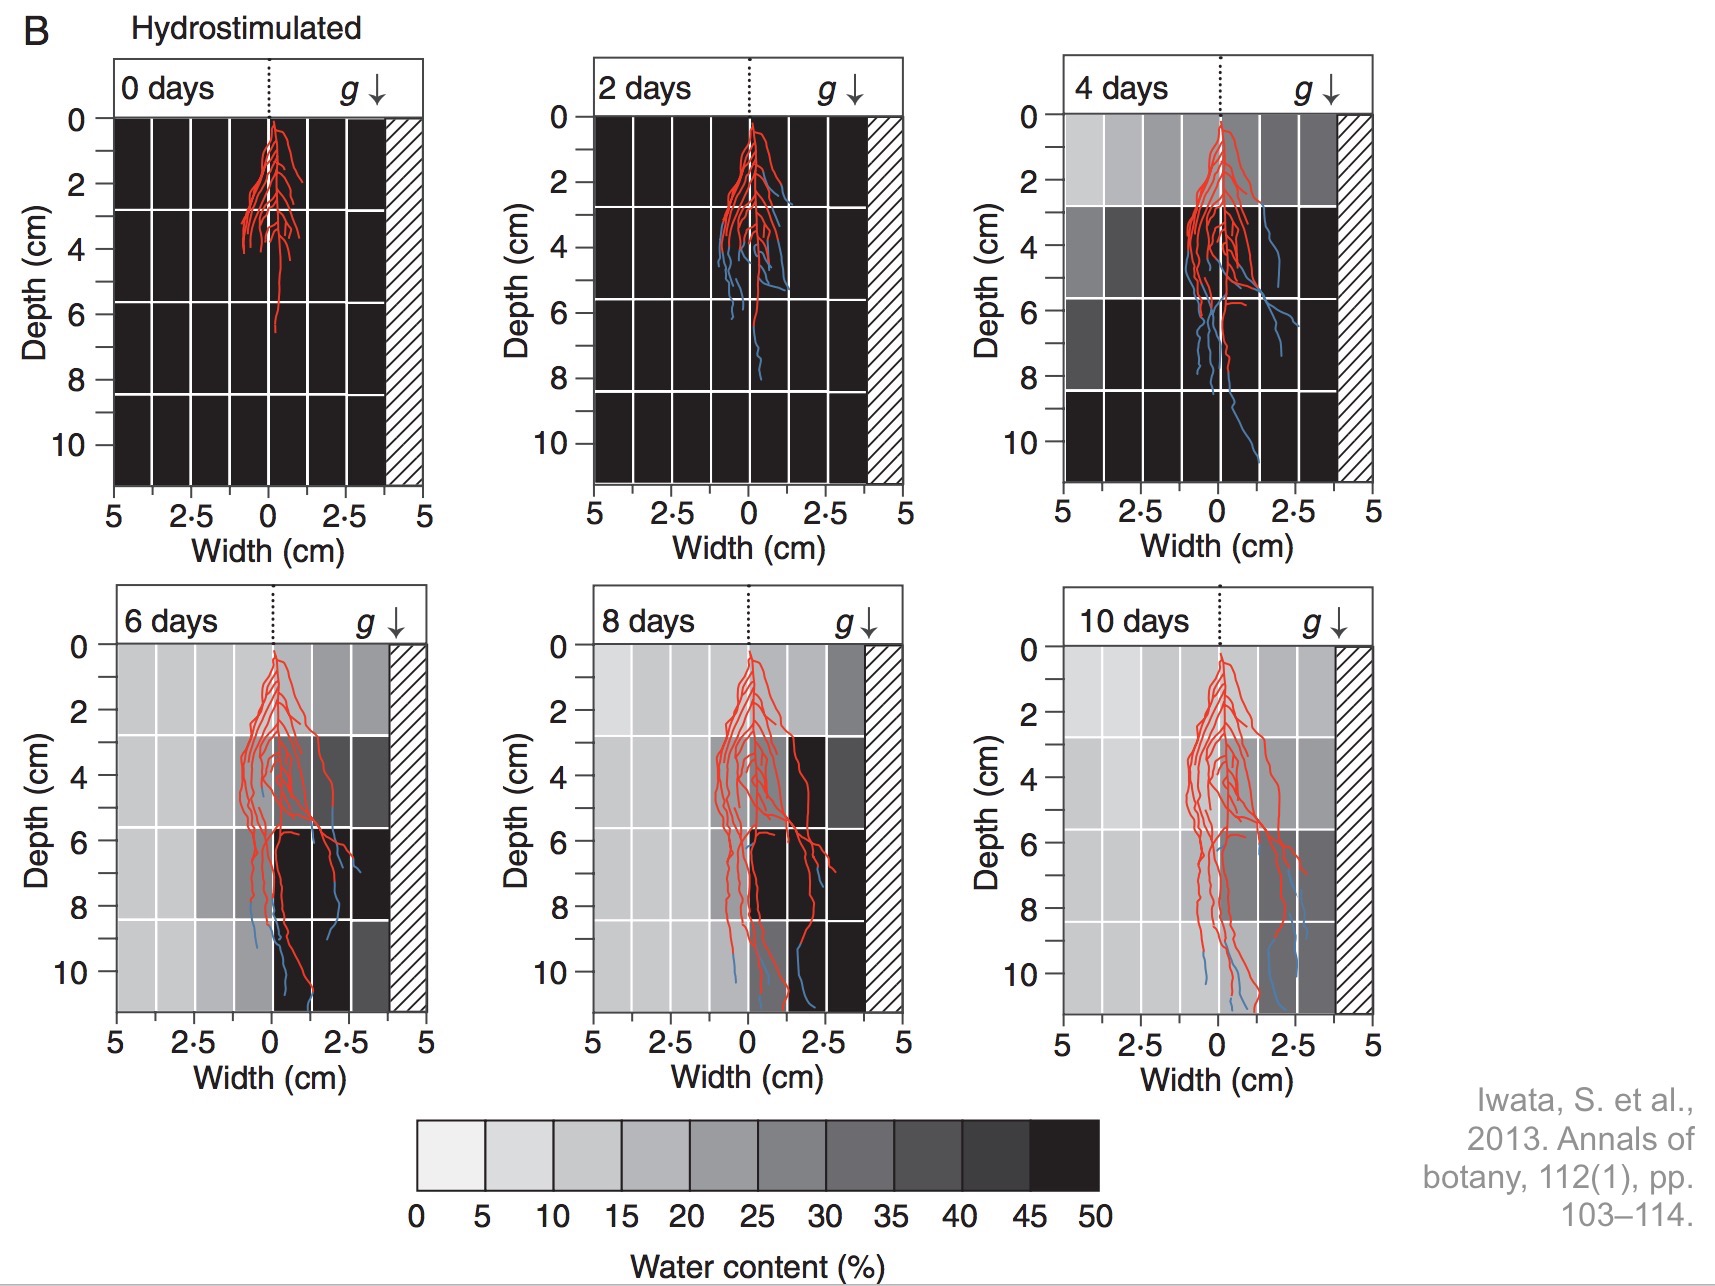 B Hydrostimulated
0 days g ↓
2 days g ↓
4 days g ↓
0
2
4
6
8
10
Depth (cm)
5 2·5 0 2·5 5
Width (cm)
0
2
4
6
8
10
Depth (cm)
5 2·5 0 2·5 5
Width (cm)
0
2
4
6
8
10
Depth (cm)
5 2·5 0 2·5 5
Width (cm)
6 days g ↓
8 days g ↓
10 days g ↓
0
2
4
6
8
10
Depth (cm)
5 2·5 0 2·5 5
Width (cm)
0
2
4
6
8
10
Depth (cm)
5 2·5 0 2·5 5
Width (cm)
0
2
4
6
8
10
Depth (cm)
5 2·5 0 2·5 5
Width (cm)
0 5 10 15 20 25 30 35 40 45 50
Water content (%)
Iwata, S. et al.,
2013. Annals of
botany, 112(1), pp.
103–114.